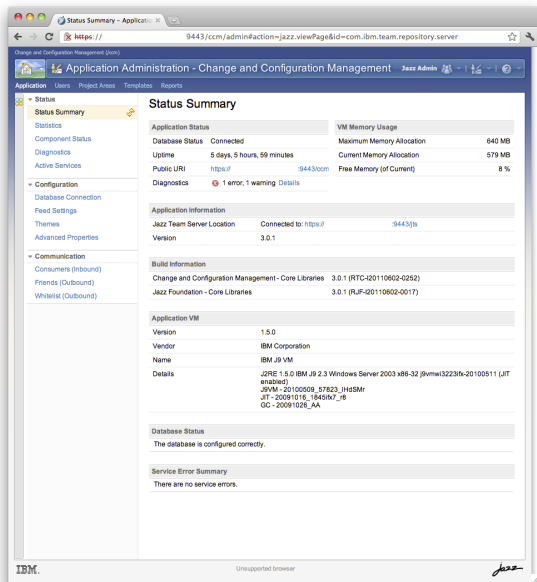 Status Summary – Applicatio
https://          9443/ccm/admin#action=jazz.viewPage&id=com.ibm.team.repository.server
Change and Configuration Management (/ccm)
Application Administration - Change and Configuration Management
Jazz Admin
Application Users Project Areas Templates Reports
Status
Status Summary
Statistics
Component Status
Diagnostics
Active Services
Configuration
Database Connection
Feed Settings
Themes
Advanced Properties
Communication
Consumers (Inbound)
Friends (Outbound)
Whitelist (Outbound)
Status Summary
Application Status
Database Status Connected
Uptime 5 days, 5 hours, 59 minutes
Public URI https:// :9443/ccm
Diagnostics 1 error, 1 warning Details
VM Memory Usage
Maximum Memory Allocation 640 MB
Current Memory Allocation 579 MB
Free Memory (of Current) 8 %
Application Information
Jazz Team Server Location Connected to: https:// :9443/jts
Version 3.0.1
Build Information
Change and Configuration Management - Core Libraries 3.0.1 (RTC-I20110602-0252)
Jazz Foundation - Core Libraries 3.0.1 (RJF-I20110602-0017)
Application VM
Version 1.5.0
Vendor IBM Corporation
Name IBM J9 VM
Details J2RE 1.5.0 IBM J9 2.3 Windows Server 2003 x86-32 j9vmwi3223ifx-20100511 (JIT
enabled)
J9VM - 20100509_57823_lHdSMr
JIT - 20091016_1845ifx7_r8
GC - 20091026_AA
Database Status
The database is configured correctly.
Service Error Summary
There are no service errors.
IBM.
Unsupported browser
jazz